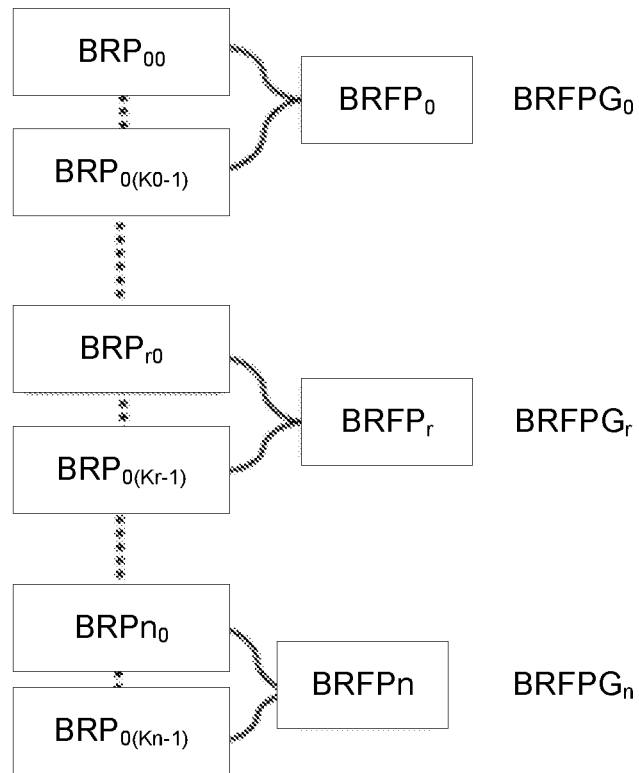 BRP₀₀
BRFP₀ BRFPG₀
BRP₀₍K0-1₎
BRPr0
BRFPr BRFPGr
BRP₀₍Kr-1₎
BRPn₀
BRFPn BRFPGn
BRP₀₍Kn-1₎